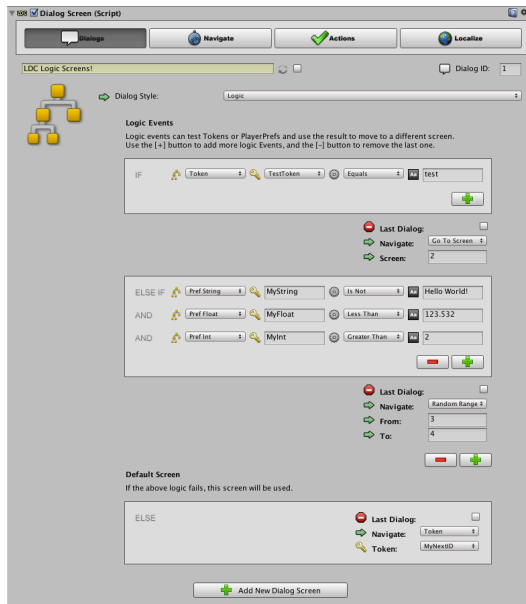 Dialog Screen (Script)
Dialogs
Navigate
Actions
Localize
LDC Logic Screens!
Dialog ID: 1
Dialog Style: Logic
Logic Events
Logic events can test Tokens or PlayerPrefs and use the result to move to a different screen.
Use the [+] button to add more logic Events, and the [-] button to remove the last one.
IF Token TestToken Equals Aa test
Last Dialog:
Navigate: Go To Screen
Screen: 2
ELSE IF Pref String MyString Is Not Aa Hello World!
AND Pref Float MyFloat Less Than Aa 123.532
AND Pref Int MyInt Greater Than Aa 2
Last Dialog:
Navigate: Random Range
From: 3
To: 4
Default Screen
If the above logic fails, this screen will be used.
ELSE
Last Dialog:
Navigate: Token
Token: MyNextID
Add New Dialog Screen